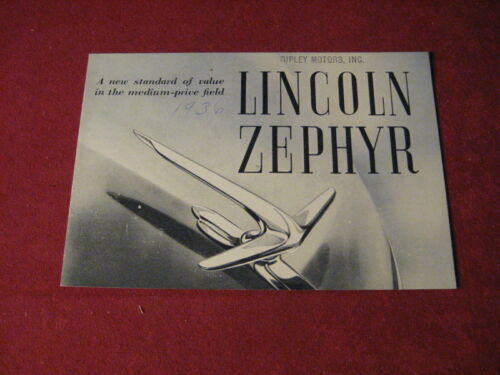 RIPLEY MOTORS, INC.
A new standard of value
in the medium-price field
1936
LINCOLN
ZEPHYR